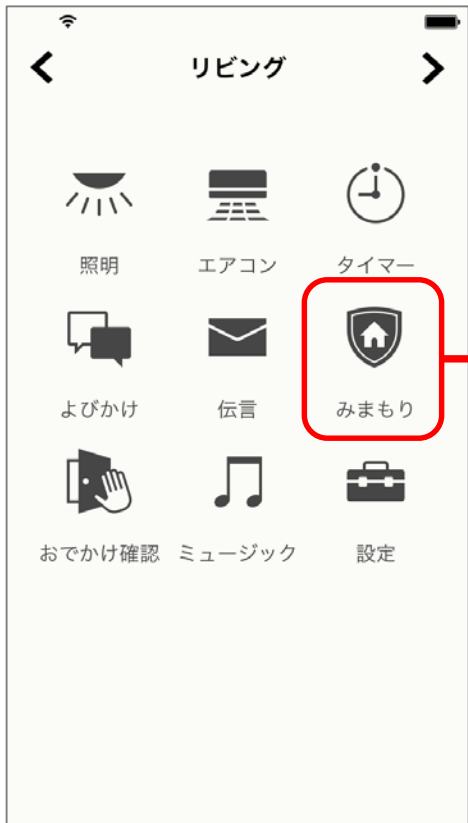 リビング
照明 エアコン タイマー
よびかけ 伝言 みまもり
おでかけ確認 ミュージック 設定